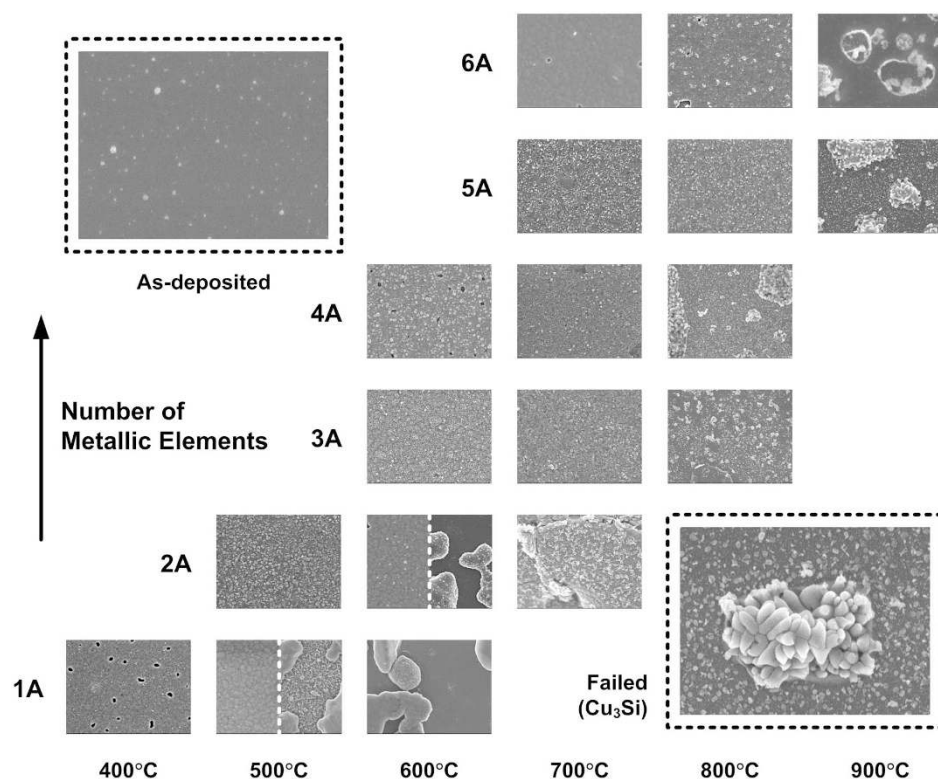 6A
5A
As-deposited
4A
Number of
Metallic Elements
3A
2A
1A
Failed
(Cu₃Si)
400°C 500°C 600°C 700°C 800°C 900°C